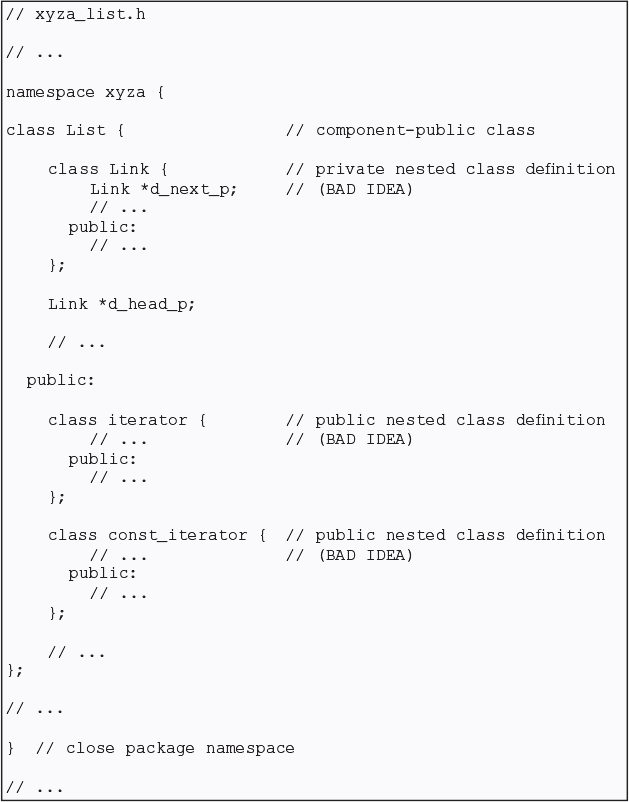 // xyza_list.h
// ...
namespace xyza {
class List {                // component-public class
    class Link {            // private nested class definition
        Link *d_next_p;     // (BAD IDEA)
        // ...
      public:
        // ...
    };
    Link *d_head_p;
    // ...
  public:
    class iterator {        // public nested class definition
        // ...             // (BAD IDEA)
      public:
        // ...
    };
    class const_iterator {  // public nested class definition
        // ...             // (BAD IDEA)
      public:
        // ...
    };
    // ...
};
// ...
}  // close package namespace
// ...